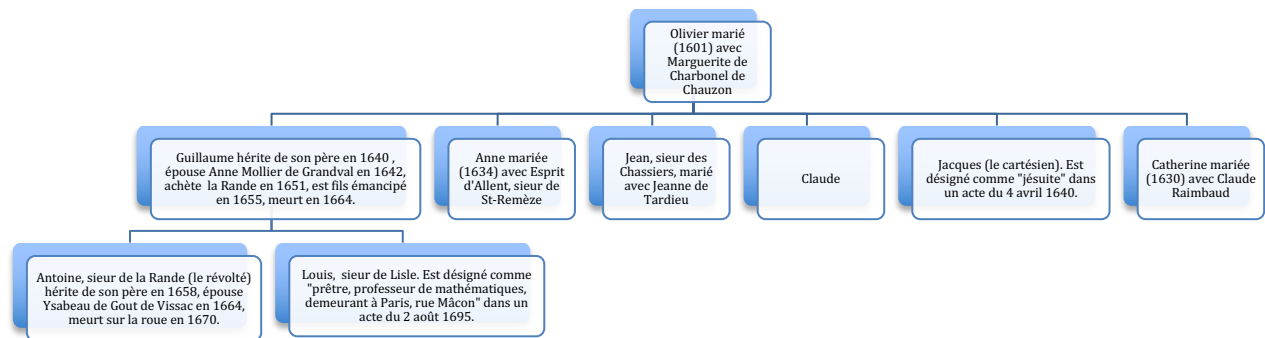 Olivier marié
(1601) avec
Marguerite de
Charbonel de
Chauzon
Guillaume hérite de son père en 1640 ,
épouse Anne Mollier de Grandval en 1642,
achète la Rande en 1651, est fils émancipé
en 1655, meurt en 1664.
Anne mariée
(1634) avec Esprit
d'Allent, sieur de
St-Remèze
Jean, sieur des
Chassiers, marié
avec Jeanne de
Tardieu
Claude
Jacques (le cartésien). Est
désigné comme "jésuite" dans
un acte du 4 avril 1640.
Catherine mariée
(1630) avec Claude
Raimbaud
Antoine, sieur de la Rande (le révolté)
hérite de son père en 1658, épouse
Ysabeau de Gout de Vissac en 1664,
meurt sur la roue en 1670.
Louis, sieur de Lisle. Est désigné comme
"prêtre, professeur de mathématiques,
demeurant à Paris, rue Mâcon" dans un
acte du 2 août 1695.